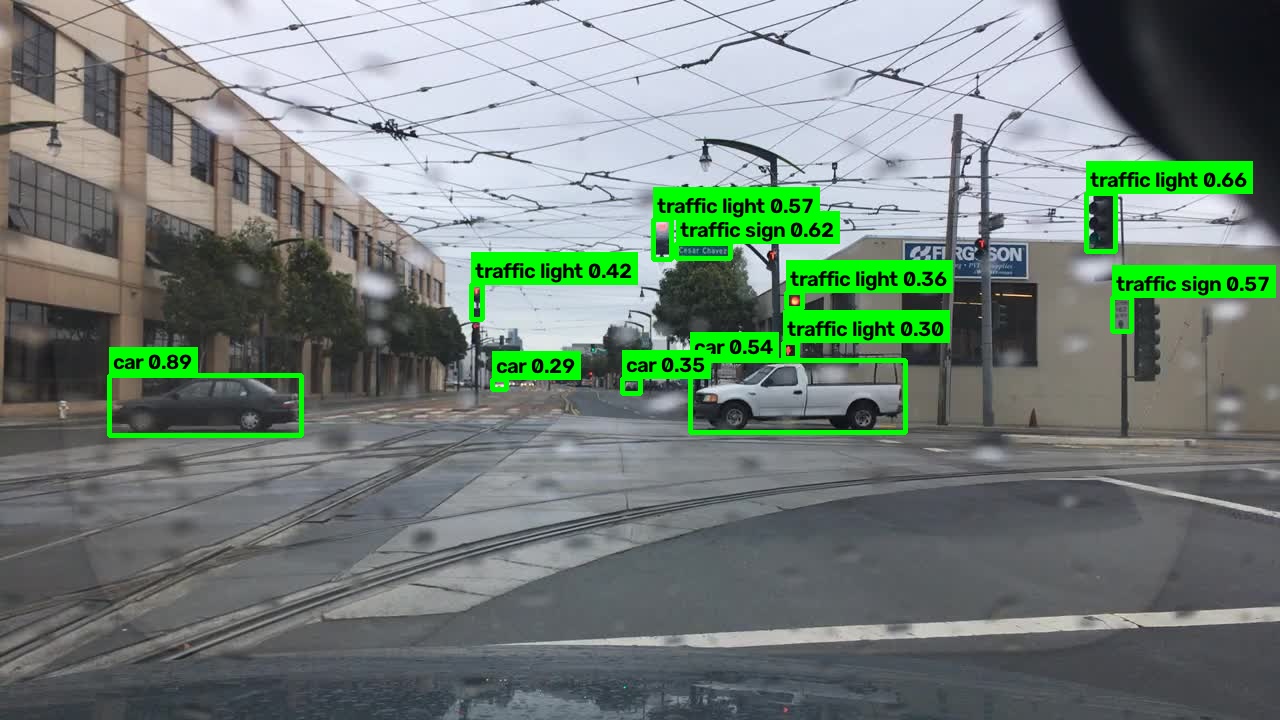 traffic light 0.66
traffic light 0.57
traffic sign 0.62
Cesar Chavez
FERGUSON
traffic light 0.42
traffic light 0.36
traffic sign 0.57
traffic light 0.30
car 0.89
car 0.29
car 0.35
car 0.54